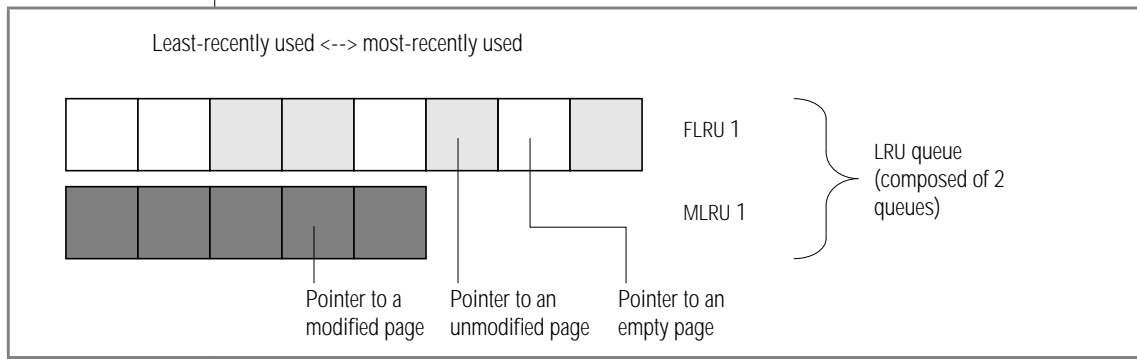 Least-recently used <--> most-recently used
FLRU 1
MLRU 1
LRU queue
(composed of 2
queues)
Pointer to a
modified page
Pointer to an
unmodified page
Pointer to an
empty page